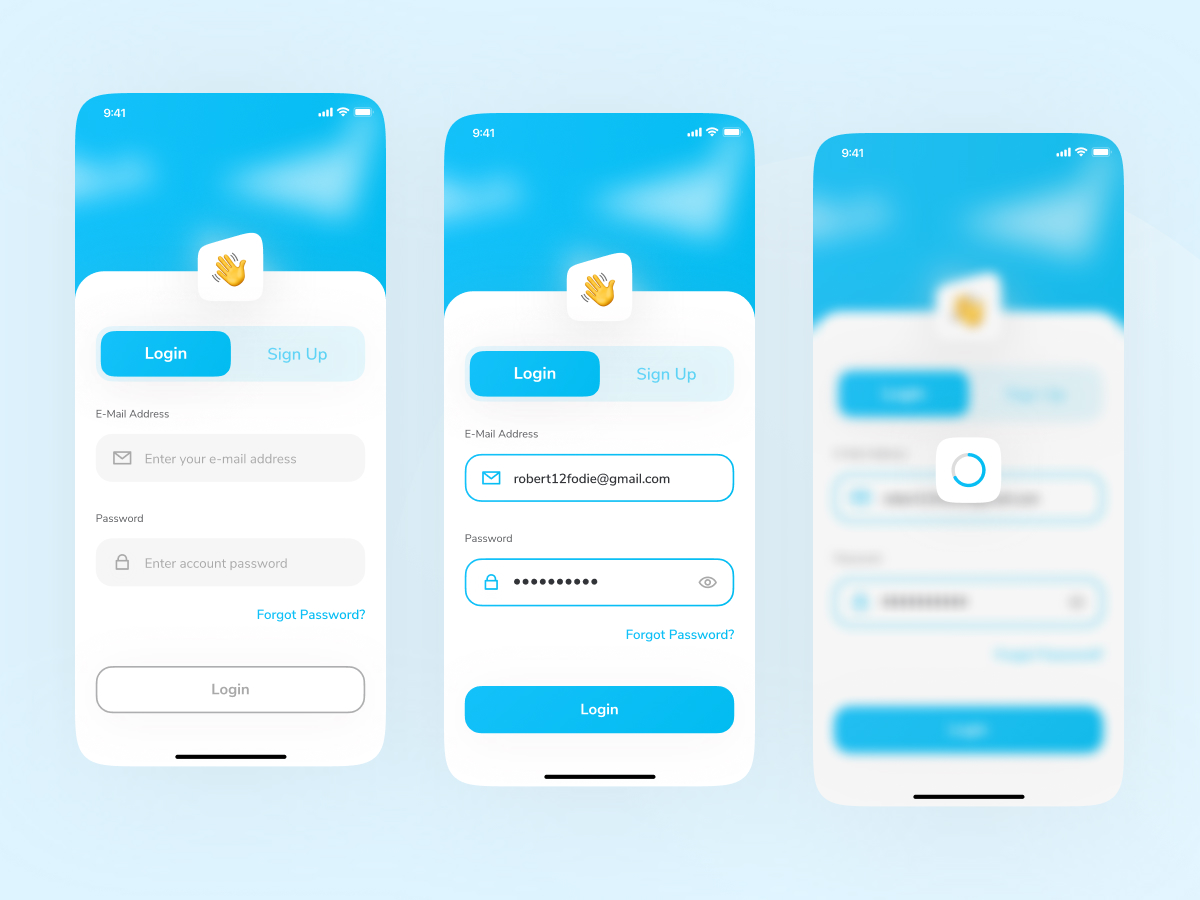 9:41
Login
Sign Up
E-Mail Address
Enter your e-mail address
Password
Enter account password
Forgot Password?
Login
9:41
Login
Sign Up
E-Mail Address
robert12fodie@gmail.com
Password
••••••••••
Forgot Password?
Login
9:41